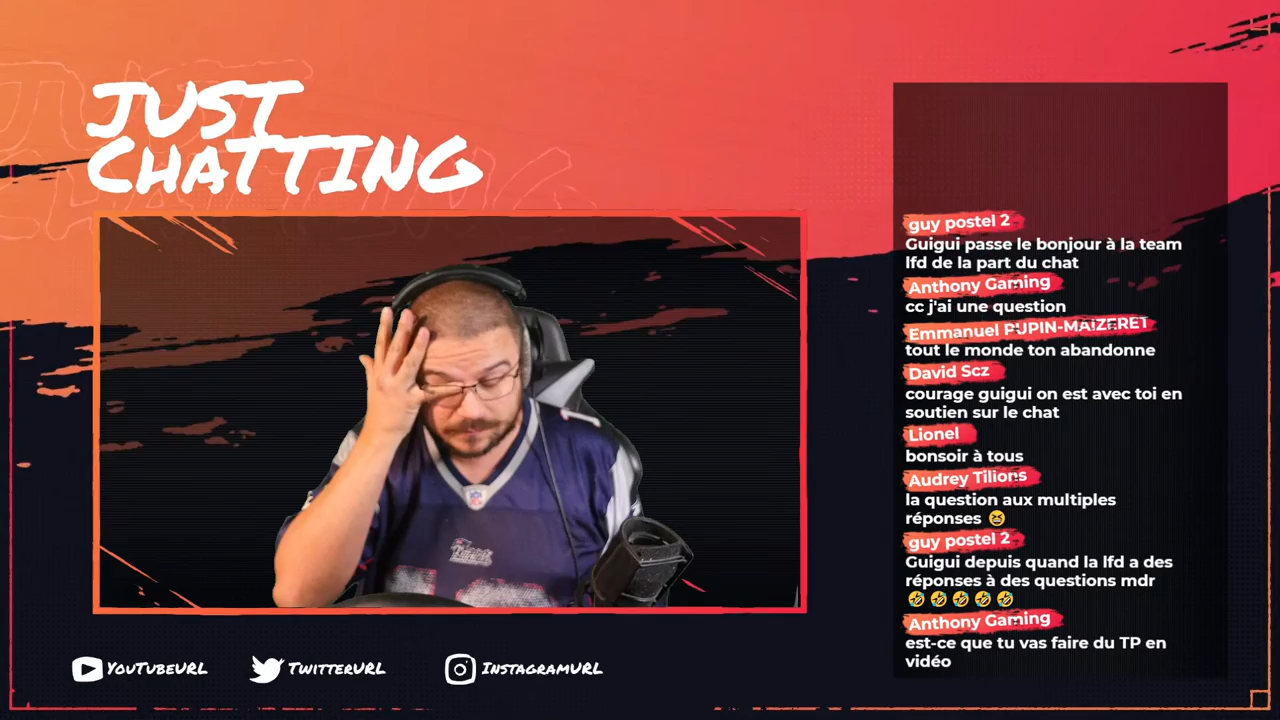 JUST
CHATTING
guy postel 2
Guigui passe le bonjour à la team
lfd de la part du chat
Anthony Gaming
cc j'ai une question
Emmanuel PUPIN-MAIZERET
tout le monde ton abandonne
David Scz
courage guigui on est avec toi en
soutien sur le chat
Lionel
bonsoir à tous
Audrey Tilions
la question aux multiples
réponses 😆
guy postel 2
Guigui depuis quand la lfd a des
réponses à des questions mdr
🤣🤣🤣🤣🤣
Anthony Gaming
est-ce que tu vas faire du TP en
vidéo
YouTubeURL
TwitterURL
InstagramURL